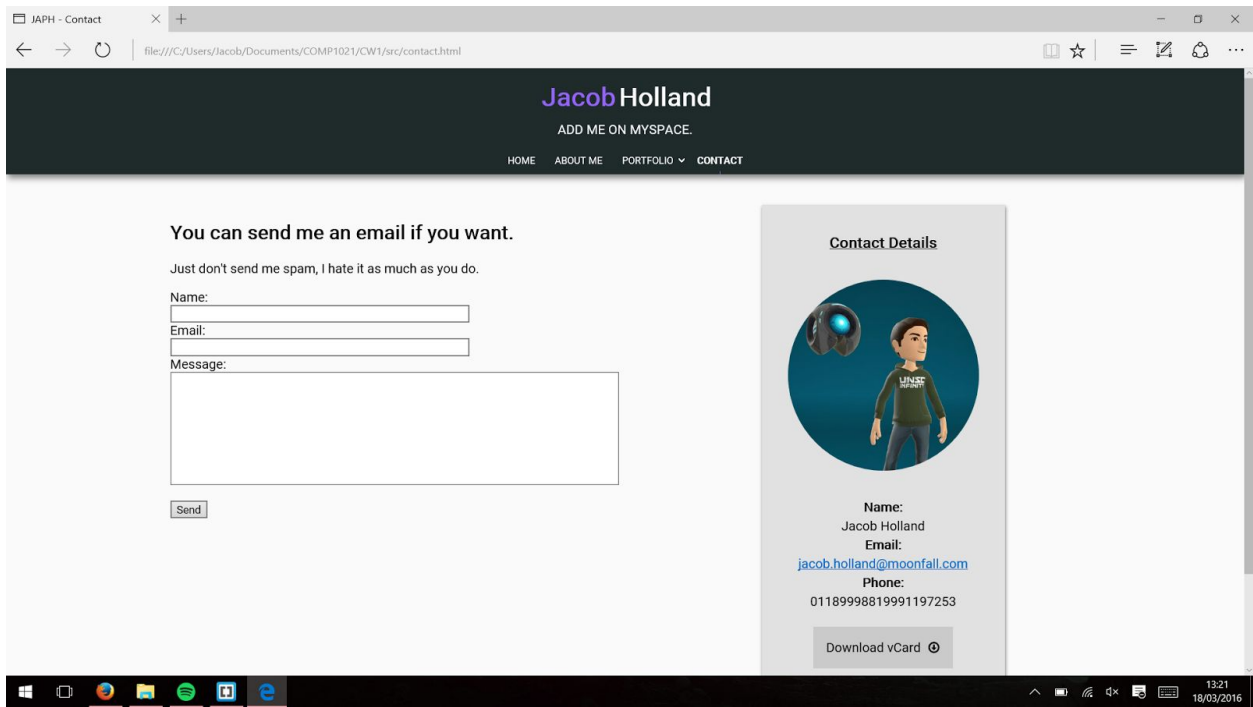 JAPH - Contact
file:///C:/Users/Jacob/Documents/COMP1021/CW1/src/contact.html
Jacob Holland
ADD ME ON MYSPACE.
HOME ABOUT ME PORTFOLIO CONTACT
You can send me an email if you want.
Just don't send me spam, I hate it as much as you do.
Name:
Email:
Message:
Send
Contact Details
UNSC
INFINITY
Name:
Jacob Holland
Email:
jacob.holland@moonfall.com
Phone:
01189998819991197253
Download vCard
13:21
18/03/2016